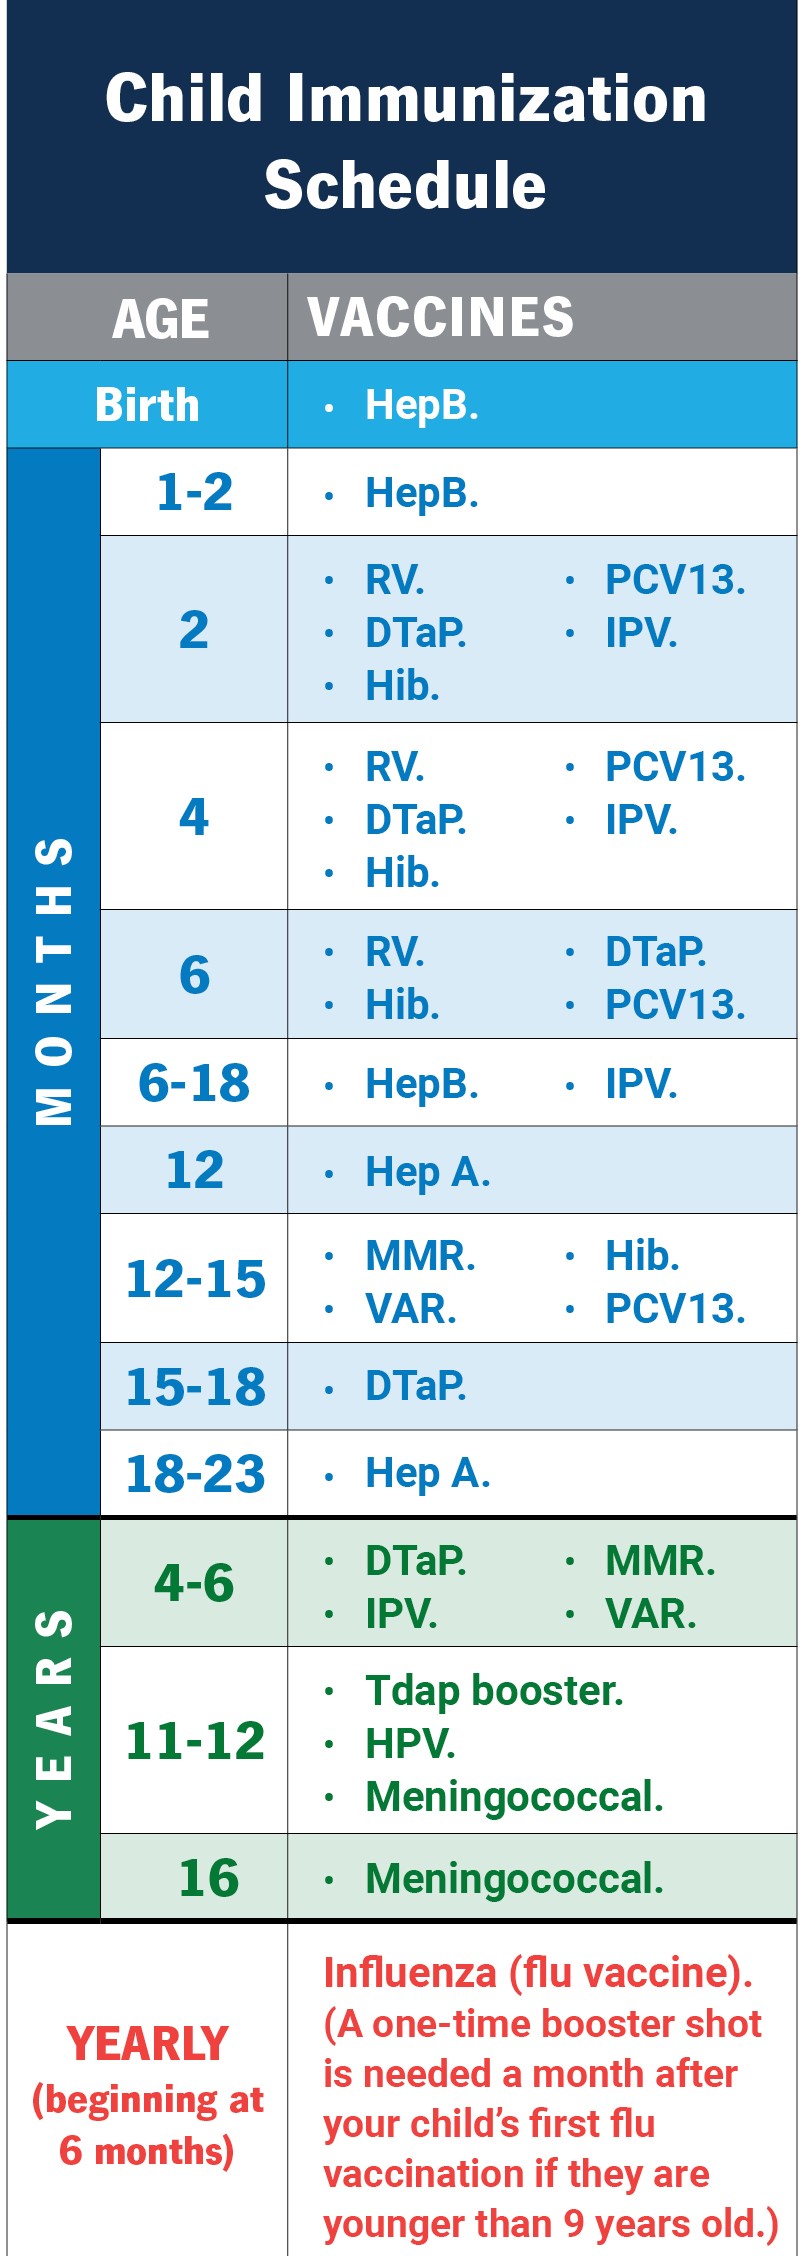 Child Immunization
Schedule
AGE VACCINES
Birth • HepB.
MONTHS
1-2 • HepB.
2 • RV. • PCV13.
• DTaP. • IPV.
• Hib.
4 • RV. • PCV13.
• DTaP. • IPV.
• Hib.
6 • RV. • DTaP.
• Hib. • PCV13.
6-18 • HepB. • IPV.
12 • Hep A.
12-15 • MMR. • Hib.
• VAR. • PCV13.
15-18 • DTaP.
18-23 • Hep A.
YEARS
4-6 • DTaP. • MMR.
• IPV. • VAR.
11-12 • Tdap booster.
• HPV.
• Meningococcal.
16 • Meningococcal.
YEARLY
(beginning at
6 months)
Influenza (flu vaccine).
(A one-time booster shot
is needed a month after
your child's first flu
vaccination if they are
younger than 9 years old.)